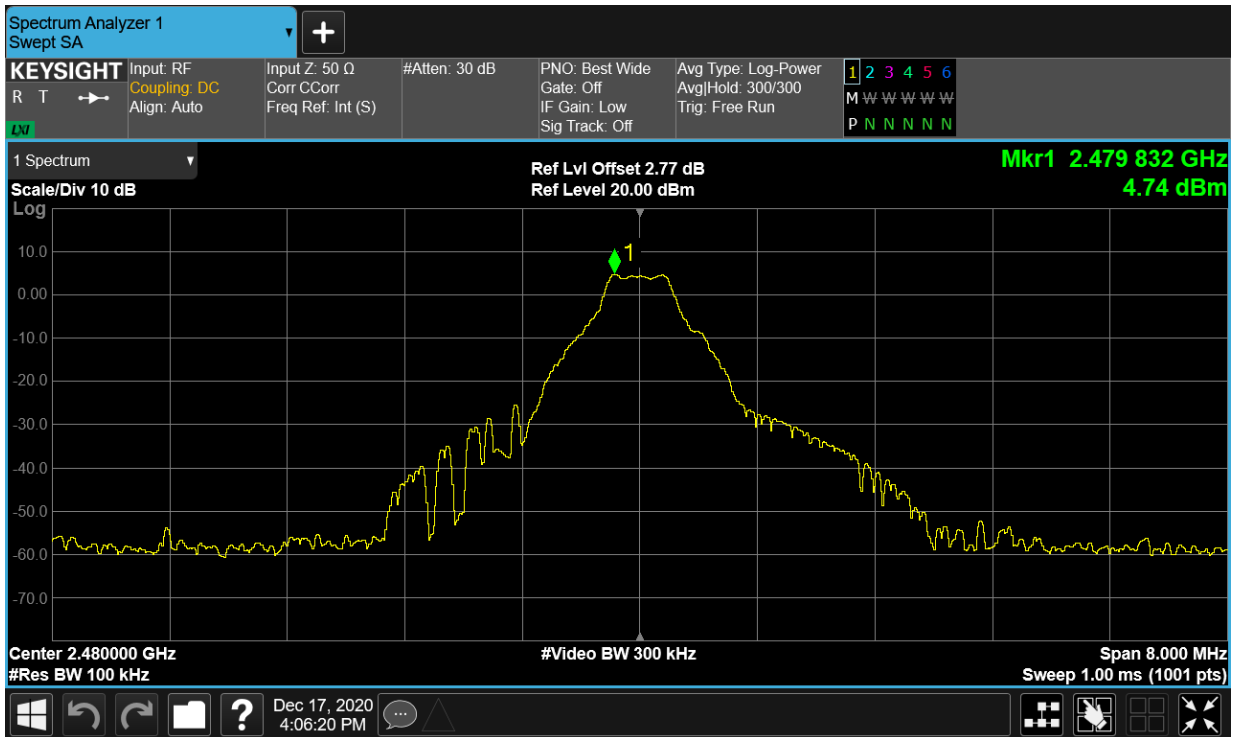 Spectrum Analyzer 1
Swept SA
KEYSIGHT
R T
LXI
Input: RF
Coupling: DC
Align: Auto
Input Z: 50 Ω
Corr CCorr
Freq Ref: Int (S)
#Atten: 30 dB
PNO: Best Wide
Gate: Off
IF Gain: Low
Sig Track: Off
Avg Type: Log-Power
Avg|Hold: 300/300
Trig: Free Run
1 2 3 4 5 6
M W W W W W
P N N N N N
1 Spectrum
Scale/Div 10 dB
Log
Ref Lvl Offset 2.77 dB
Ref Level 20.00 dBm
Mkr1 2.479 832 GHz
4.74 dBm
1
10.0
0.00
-10.0
-20.0
-30.0
-40.0
-50.0
-60.0
-70.0
Center 2.480000 GHz
#Res BW 100 kHz
#Video BW 300 kHz
Span 8.000 MHz
Sweep 1.00 ms (1001 pts)
?
Dec 17, 2020
4:06:20 PM